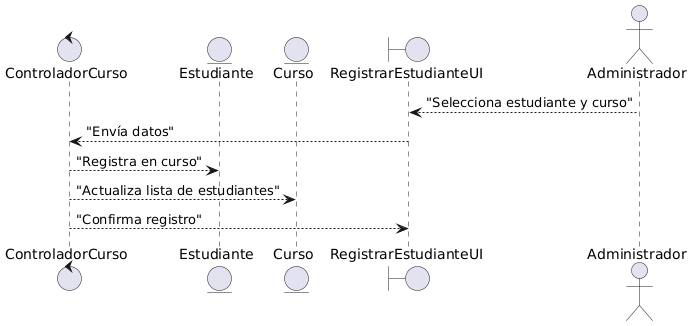 ControladorCurso
Estudiante
Curso
RegistrarEstudianteUI
Administrador
"Selecciona estudiante y curso"
"Envía datos"
"Registra en curso"
"Actualiza lista de estudiantes"
"Confirma registro"
ControladorCurso
Estudiante
Curso
RegistrarEstudianteUI
Administrador